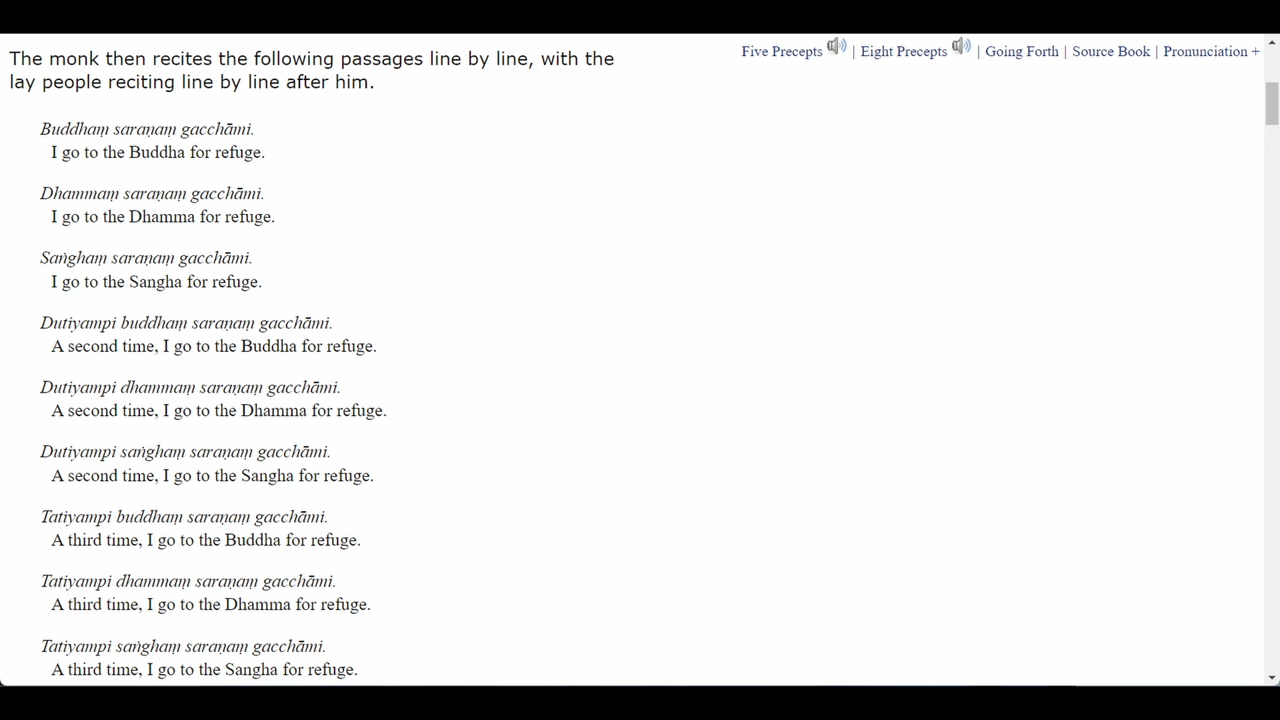 The monk then recites the following passages line by line, with the
lay people reciting line by line after him.
Five Precepts | Eight Precepts | Going Forth | Source Book | Pronunciation +
Buddhaṃ saraṇaṃ gacchāmi.
I go to the Buddha for refuge.
Dhammaṃ saraṇaṃ gacchāmi.
I go to the Dhamma for refuge.
Saṅghaṃ saraṇaṃ gacchāmi.
I go to the Sangha for refuge.
Dutiyampi buddhaṃ saraṇaṃ gacchāmi.
A second time, I go to the Buddha for refuge.
Dutiyampi dhammaṃ saraṇaṃ gacchāmi.
A second time, I go to the Dhamma for refuge.
Dutiyampi saṅghaṃ saraṇaṃ gacchāmi.
A second time, I go to the Sangha for refuge.
Tatiyampi buddhaṃ saraṇaṃ gacchāmi.
A third time, I go to the Buddha for refuge.
Tatiyampi dhammaṃ saraṇaṃ gacchāmi.
A third time, I go to the Dhamma for refuge.
Tatiyampi saṅghaṃ saraṇaṃ gacchāmi.
A third time, I go to the Sangha for refuge.